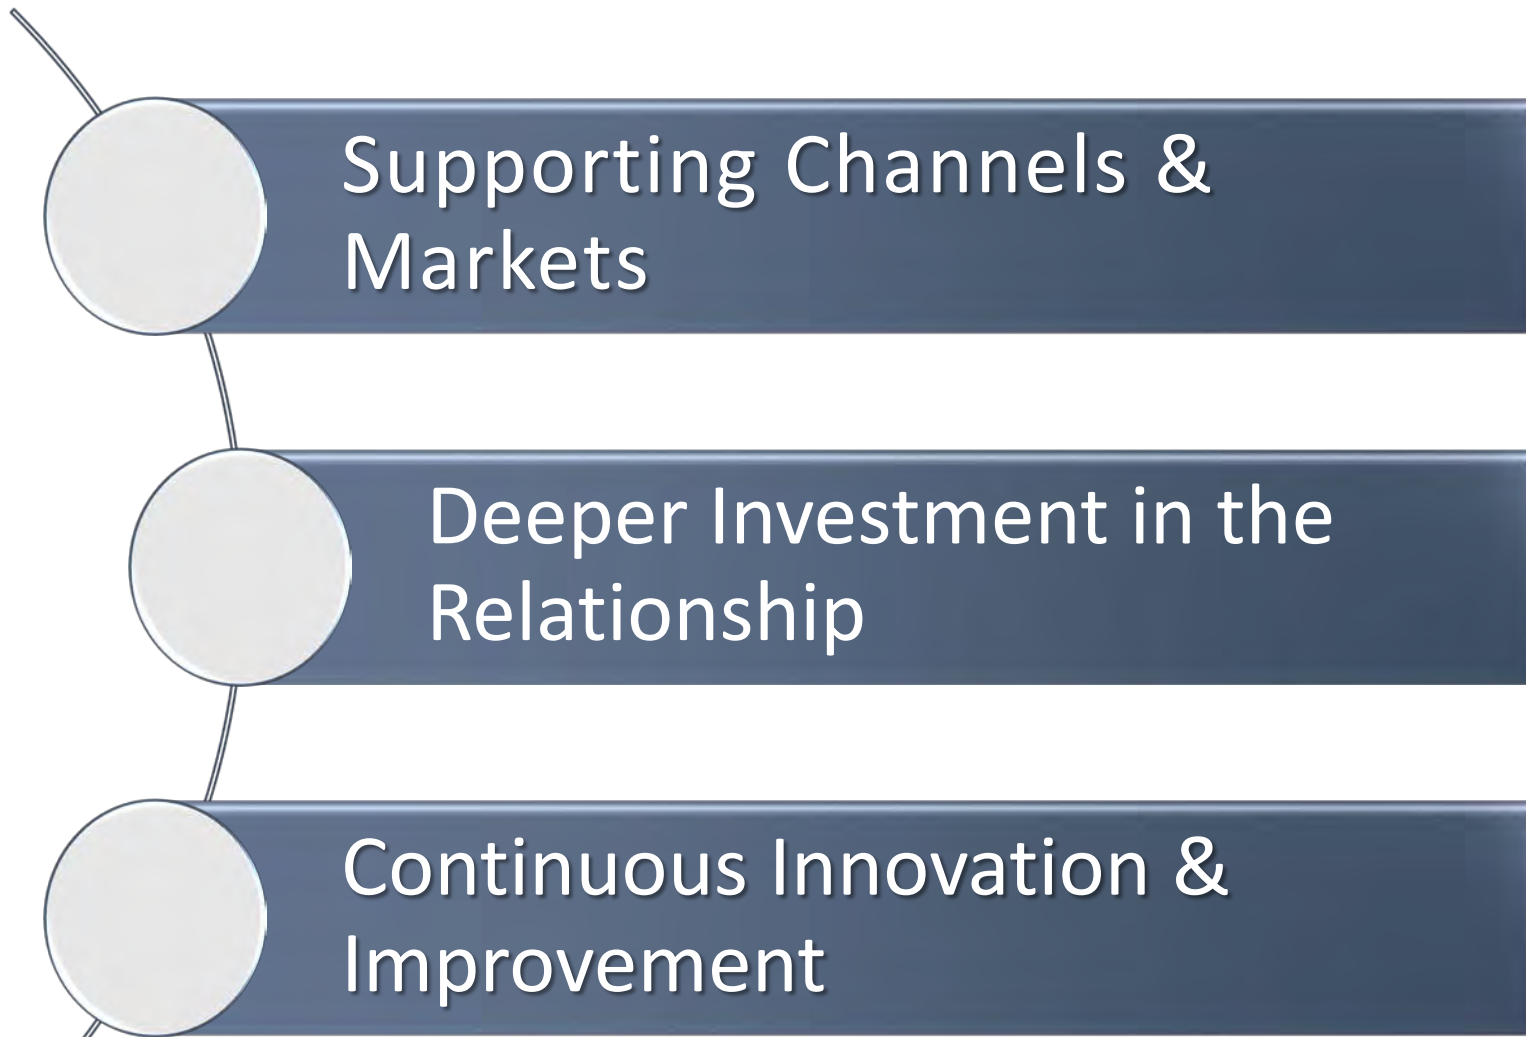 Supporting Channels &
Markets
Deeper Investment in the
Relationship
Continuous Innovation &
Improvement